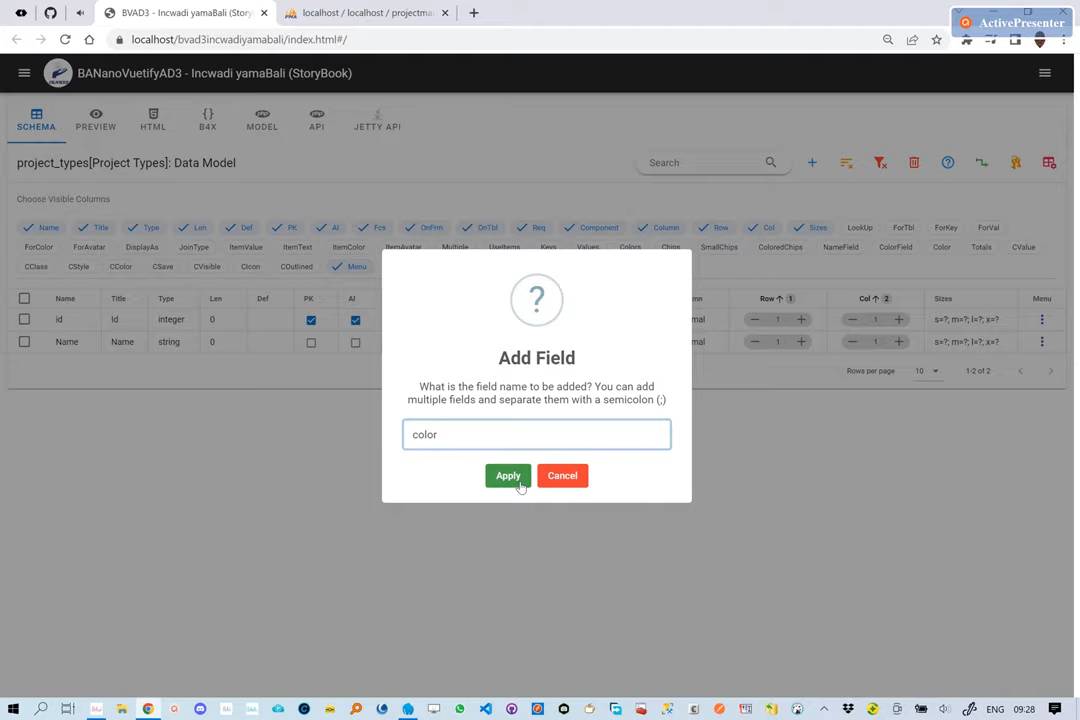 BVAD3 - Incwadi yamaBali (Story
localhost / localhost / projectma
ActivePresenter
localhost/bvad3incwadiyamabali/index.html#/
BANanoVuetifyAD3 - Incwadi yamaBali (StoryBook)
SCHEMA PREVIEW HTML B4X MODEL API JETTY API
project_types[Project Types]: Data Model
Search
Choose Visible Columns
Name Title Type Len Def PK AI Fcs OnFrm OnTbl Req Component Column Row Col Sizes LookUp ForTbl
ForColor ForAvatar DisplayAs JoinType ItemValue ItemText ItemColor ItemAvatar Multiple UseItems Keys Values Colors Chips SmallChips ColoredChips NameField ColorField Color Totals CValue
ForKey ForVal
CClass CStyle CColor CSave CVisible CIcon COutlined Menu
Name Title Type Len Def PK AI Row 1 Col 2 Sizes Menu
id Id integer 0 1 1 s=?; m=?; l=?; x=?
Name Name string 0 1 1 s=?; m=?; l=?; x=?
Rows per page 10 1-2 of 2
Add Field
What is the field name to be added? You can add
multiple fields and separate them with a semicolon (;)
color
Apply Cancel
ENG 09:28